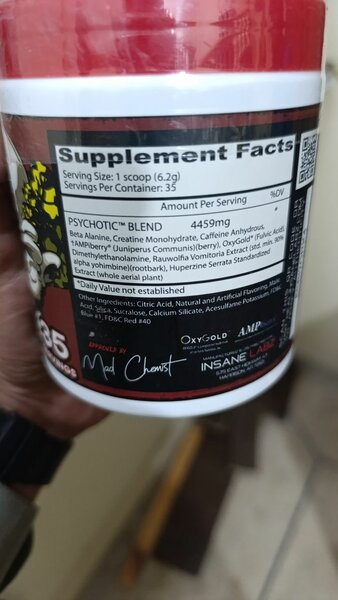 Supplement Facts
Serving Size: 1 scoop (6.2g)
Servings Per Container: 35
Amount Per Serving %DV
PSYCHOTIC™ BLEND 4459mg *
Beta Alanine, Creatine Monohydrate, Caffeine Anhydrous,
†AMPiberry® (Juniperus Communis)(berry), OxyGold® (Fulvic Acid),
Dimethylethanolamine, Rauwolfia Vomitoria Extract (std. min. 90%
alpha yohimbine)(rootbark), Huperzine Serrata Standardized
Extract (whole aerial plant)
*Daily Value not established
Other Ingredients: Citric Acid, Natural and Artificial Flavoring, Malic
Acid, Silica, Sucralose, Calcium Silicate, Acesulfame Potassium, FD&C
Blue #1, FD&C Red #40
35
APPROVED BY
Mad Chemist
OXYGOLD
AMP
INSANE LABZ